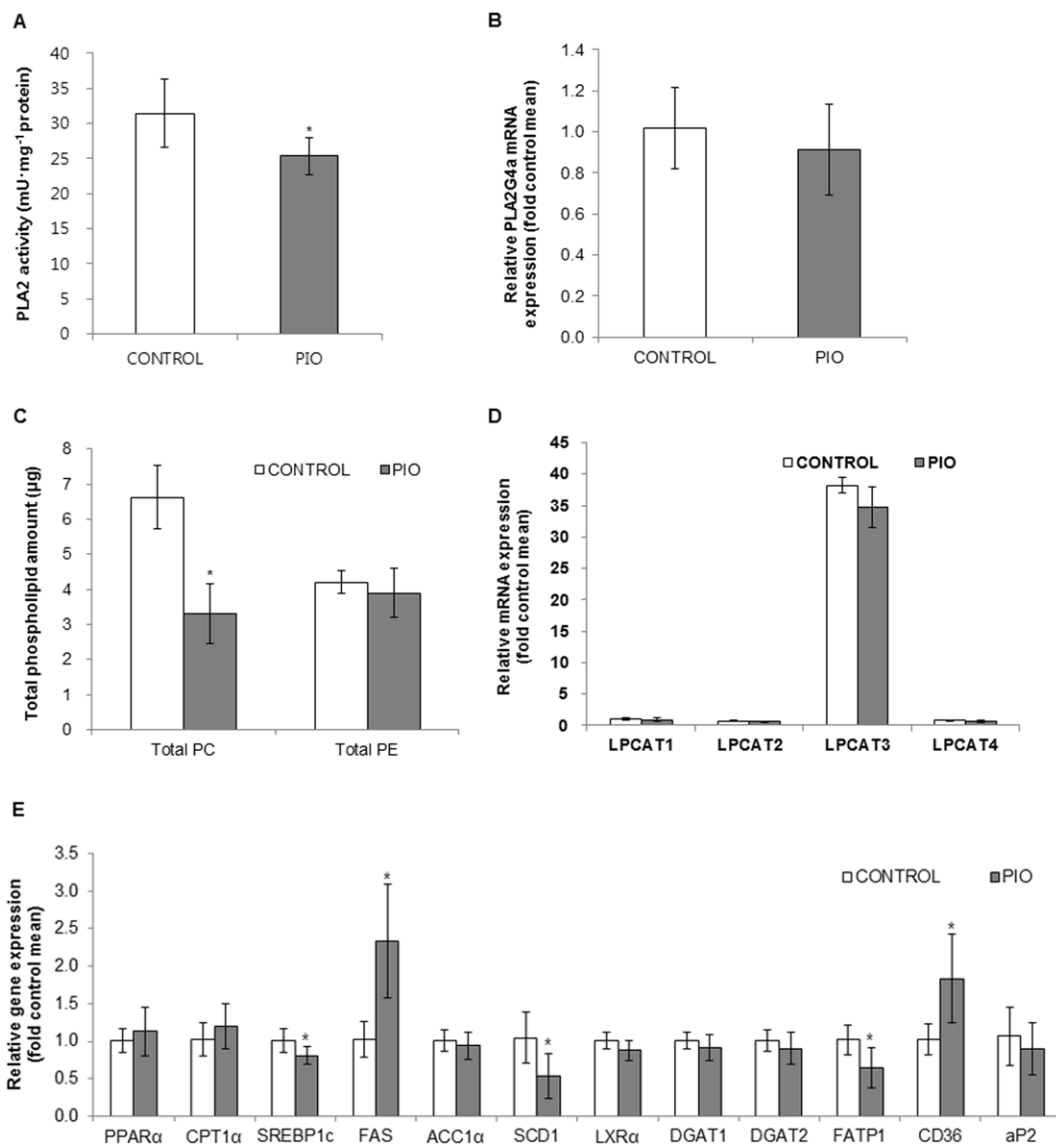 A
PLA2 activity (mU·mg⁻¹ protein)
40
35
30
25
20
15
10
5
0
*
CONTROL
PIO
B
Relative PLA2G4a mRNA
expression (fold control mean)
1.4
1.2
1.0
0.8
0.6
0.4
0.2
0.0
CONTROL
PIO
C
Total phospholipid amount (µg)
8
7
6
5
4
3
2
1
0
CONTROL
PIO
*
Total PC
Total PE
D
Relative mRNA expression
(fold control mean)
45
40
35
30
25
20
15
10
5
0
CONTROL
PIO
LPCAT1
LPCAT2
LPCAT3
LPCAT4
E
Relative gene expression
(fold control mean)
3.5
3.0
2.5
2.0
1.5
1.0
0.5
0.0
CONTROL
PIO
*
*
*
*
*
PPARα
CPT1α
SREBP1c
FAS
ACC1α
SCD1
LXRα
DGAT1
DGAT2
FATP1
CD36
aP2